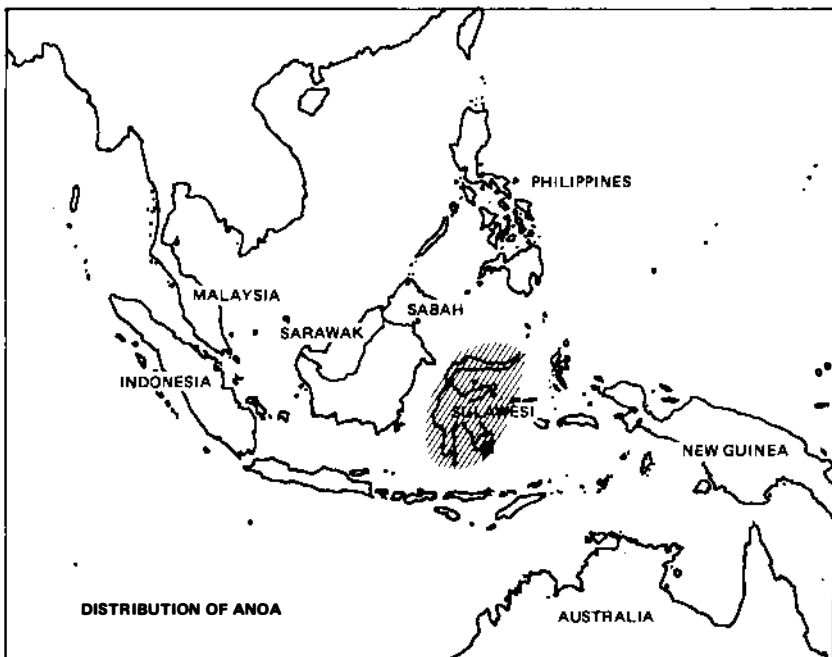 PHILIPPINES
MALAYSIA
SABAH
SARAWAK
INDONESIA
SULAWESI
NEW GUINEA
DISTRIBUTION OF ANOA
AUSTRALIA